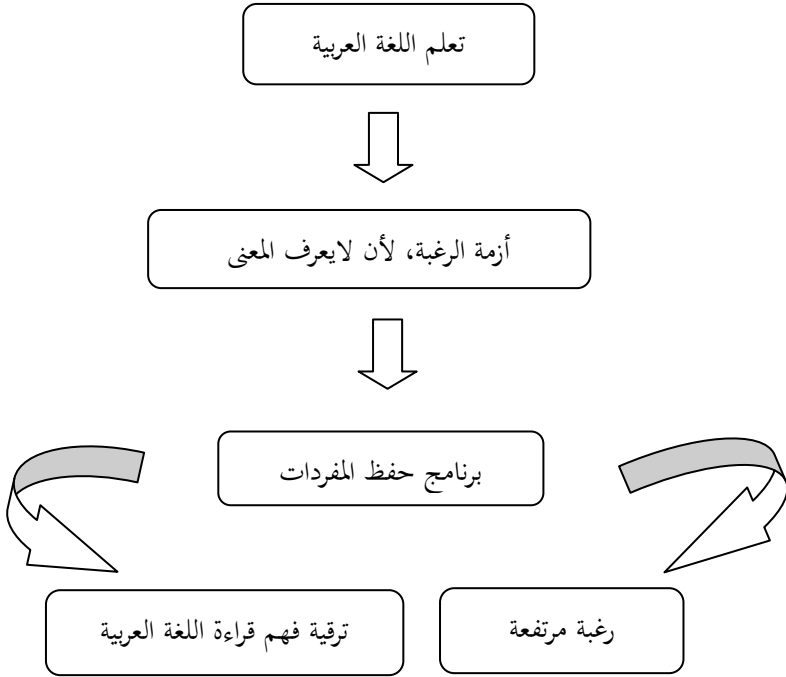 تعلم اللغة العربية
أزمة الرغبة، لأن لايعرف المعنى
برنامج حفظ المفردات
رغبة مرتفعة
ترقية فهم قراءة اللغة العربية